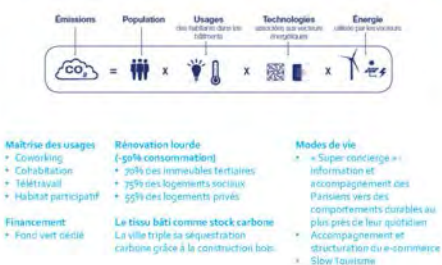 Émissions
Population
Usages
des habitants dans les
bâtiments
Technologies
associées aux vecteurs
énergétiques
Énergie
utilisée par les vecteurs
CO₂ = x x x
Maîtrise des usages
• Coworking
• Cohabitation
• Télétravail
• Habitat participatif
Financement
• Fond vert dédié
Rénovation lourde
(-50% consommation)
• 70% des immeubles tertiaires
• 75% des logements sociaux
• 55% des logements privés
Le tissu bâti comme stock carbone
La ville triple sa séquestration
carbone grâce à la construction bois.
Modes de vie
• « Super concierge » :
information et
accompagnement des
Parisiens vers des
comportements durables au
plus près de leur quotidien
• Accompagnement et
structuration du e-commerce
• Slow Tourisme